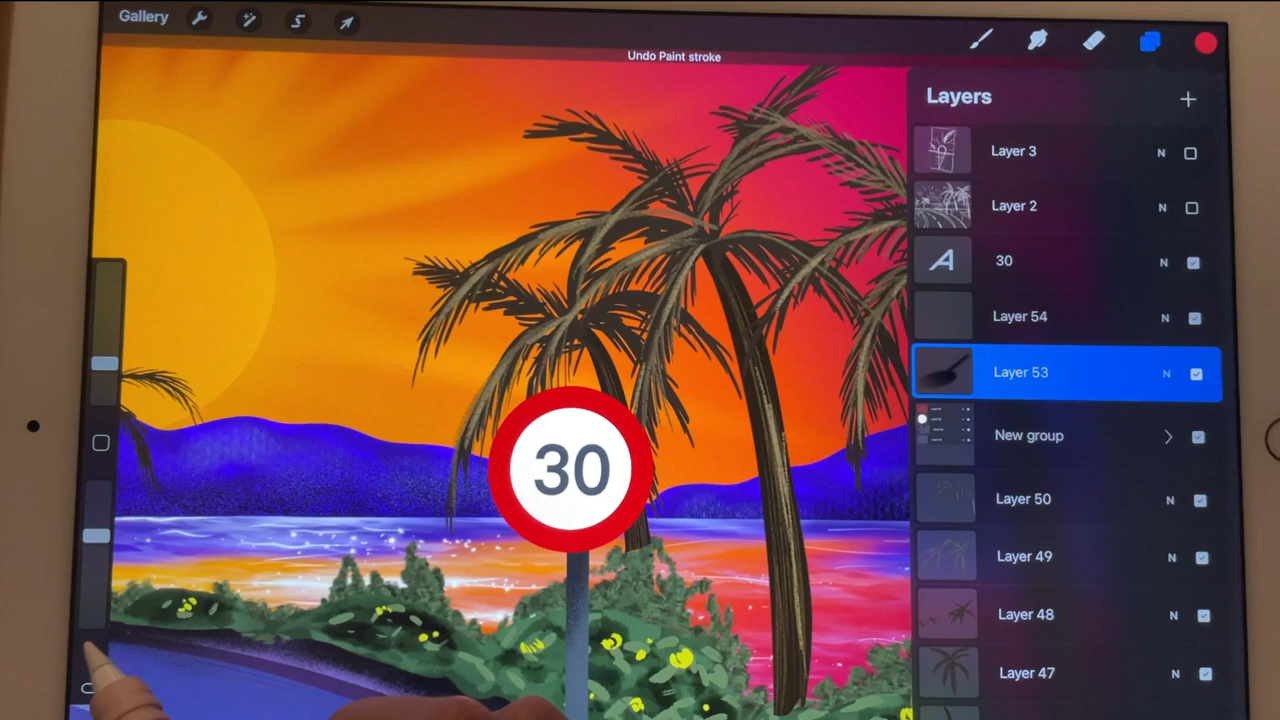 Gallery
Undo Paint stroke
Layers
Layer 3 N
Layer 2 N
30 N
Layer 54 N
Layer 53 N
New group
Layer 50 N
Layer 49 N
Layer 48 N
Layer 47 N
30